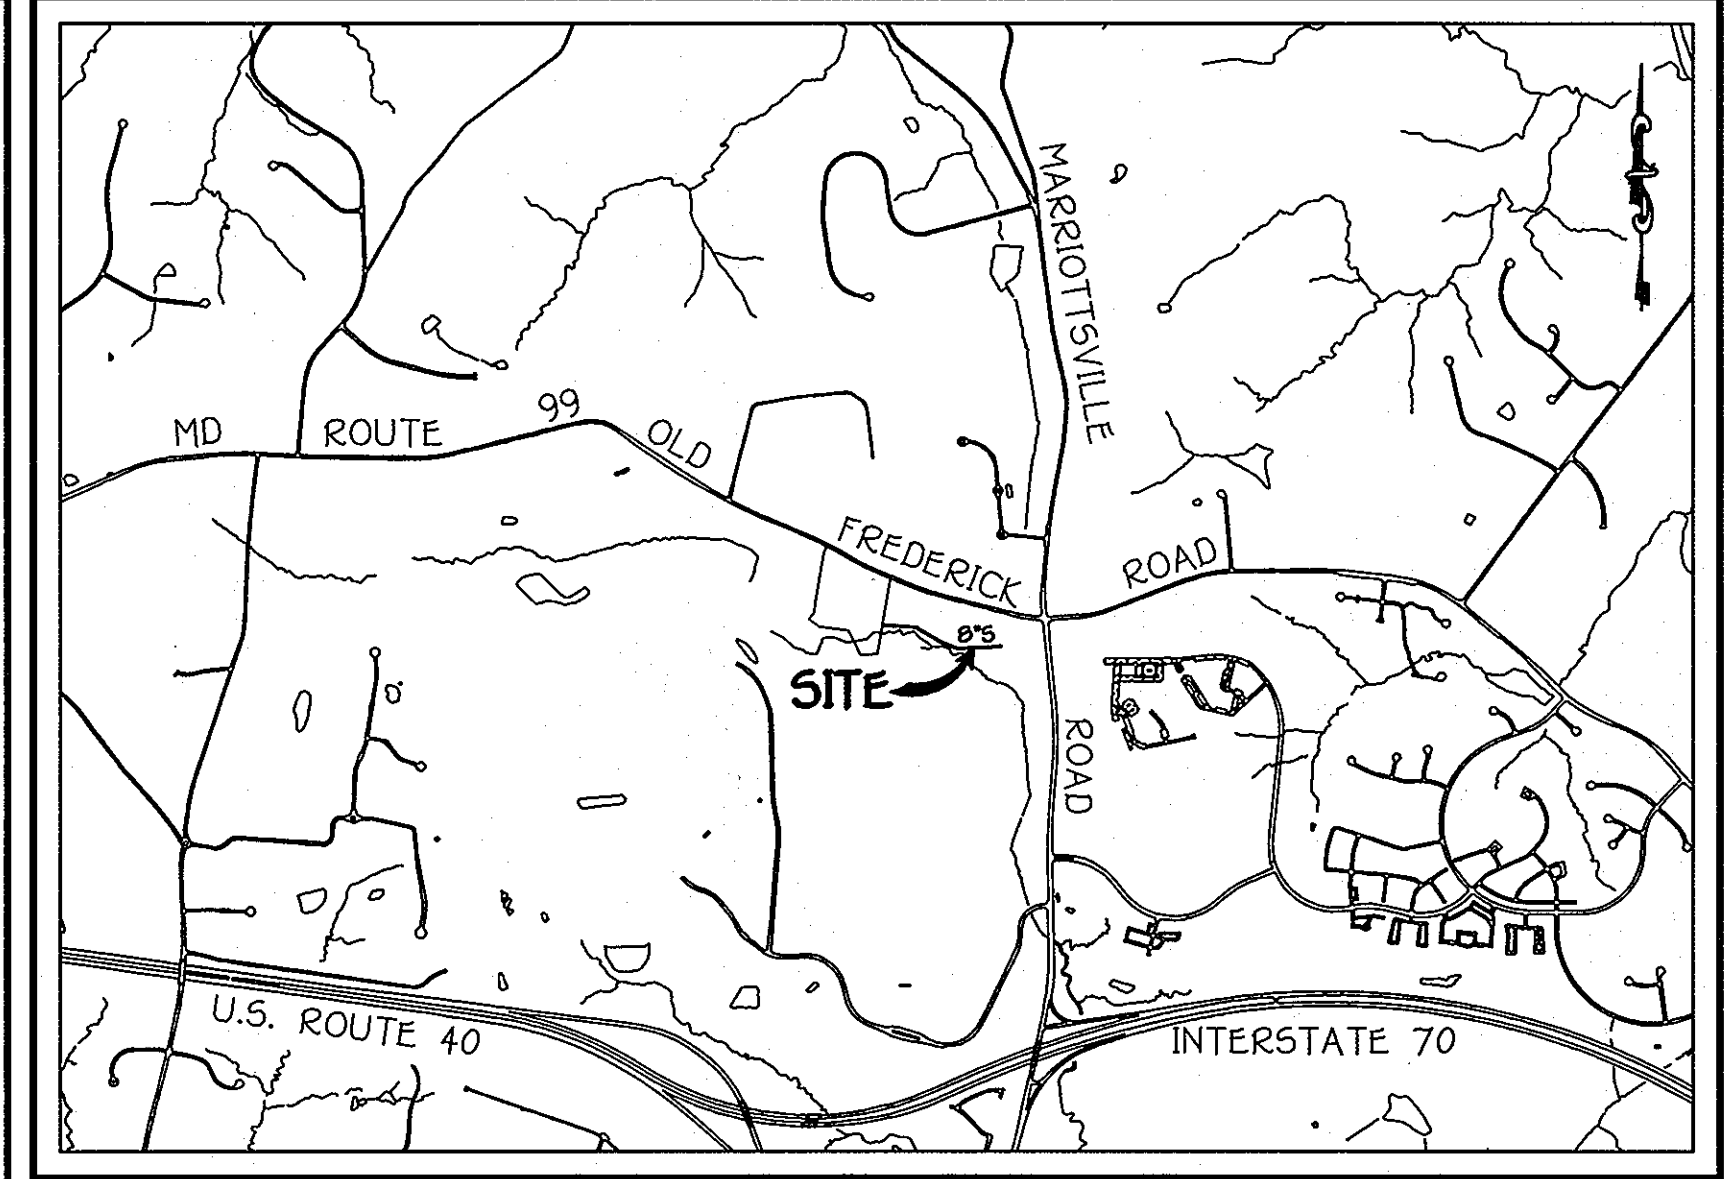 MARRIOTTSVILLE
99
MD ROUTE
OLD
FREDERICK
ROAD
8"S
SITE
ROAD
U.S. ROUTE 40
INTERSTATE 70